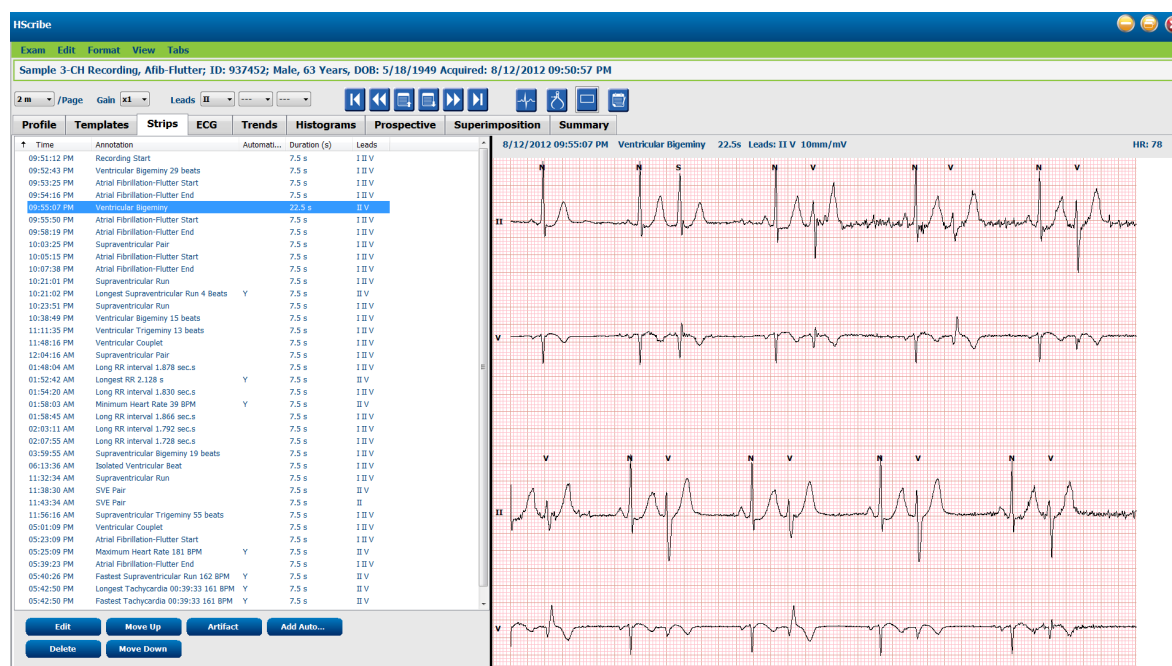 HScribe
Exam Edit Format View Tabs
Sample 3-CH Recording, Afib-Flutter; ID: 937452; Male, 63 Years, DOB: 5/18/1949 Acquired: 8/12/2012 09:50:57 PM
2 m /Page Gain x1 Leads II --- ---
Profile Templates Strips ECG Trends Histograms Prospective Superimposition Summary
↑ Time Annotation Automati... Duration (s) Leads
09:51:12 PM Recording Start 7.5 s I II V
09:52:43 PM Ventricular Bigeminy 29 beats 7.5 s I II V
09:53:25 PM Atrial Fibrillation-Flutter Start 7.5 s I II V
09:54:16 PM Atrial Fibrillation-Flutter End 7.5 s I II V
09:55:07 PM Ventricular Bigeminy 22.5 s II V
09:55:50 PM Atrial Fibrillation-Flutter Start 7.5 s I II V
09:58:19 PM Atrial Fibrillation-Flutter End 7.5 s I II V
10:03:25 PM Supraventricular Pair 7.5 s I II V
10:05:15 PM Atrial Fibrillation-Flutter Start 7.5 s I II V
10:07:38 PM Atrial Fibrillation-Flutter End 7.5 s I II V
10:21:01 PM Supraventricular Run 7.5 s I II V
10:21:02 PM Longest Supraventricular Run 4 Beats Y 7.5 s II V
10:23:51 PM Supraventricular Run 7.5 s I II V
10:38:49 PM Ventricular Bigeminy 15 beats 7.5 s I II V
11:11:35 PM Ventricular Trigeminy 13 beats 7.5 s I II V
11:48:16 PM Ventricular Couplet 7.5 s I II V
12:04:16 AM Supraventricular Pair 7.5 s I II V
01:48:04 AM Long RR interval 1.878 sec.s 7.5 s I II V
01:52:42 AM Longest RR 2.128 s Y 7.5 s II V
01:54:20 AM Long RR interval 1.830 sec.s 7.5 s I II V
01:58:03 AM Minimum Heart Rate 39 BPM Y 7.5 s II V
01:58:45 AM Long RR interval 1.866 sec.s 7.5 s I II V
02:03:11 AM Long RR interval 1.792 sec.s 7.5 s I II V
02:07:55 AM Long RR interval 1.728 sec.s 7.5 s I II V
03:59:55 AM Supraventricular Bigeminy 19 beats 7.5 s I II V
06:13:36 AM Isolated Ventricular Beat 7.5 s I II V
11:32:34 AM Supraventricular Run 7.5 s I II V
11:38:30 AM SVE Pair 7.5 s II V
11:43:34 AM SVE Pair 7.5 s II
11:56:16 AM Supraventricular Trigeminy 55 beats 7.5 s I II V
05:01:09 PM Ventricular Couplet 7.5 s I II V
05:23:09 PM Atrial Fibrillation-Flutter Start 7.5 s I II V
05:25:09 PM Maximum Heart Rate 181 BPM Y 7.5 s II V
05:39:23 PM Atrial Fibrillation-Flutter End 7.5 s I II V
05:40:26 PM Fastest Supraventricular Run 162 BPM Y 7.5 s II V
05:42:50 PM Longest Tachycardia 00:39:33 161 BPM Y 7.5 s II V
05:42:50 PM Fastest Tachycardia 00:39:33 161 BPM Y 7.5 s II V
Edit Move Up Artifact Add Auto...
Delete Move Down
8/12/2012 09:55:07 PM Ventricular Bigeminy 22.5s Leads: II V 10mm/mV HR: 78
N N S N V N V N V
II
V
V N V N V N V N V
II
V